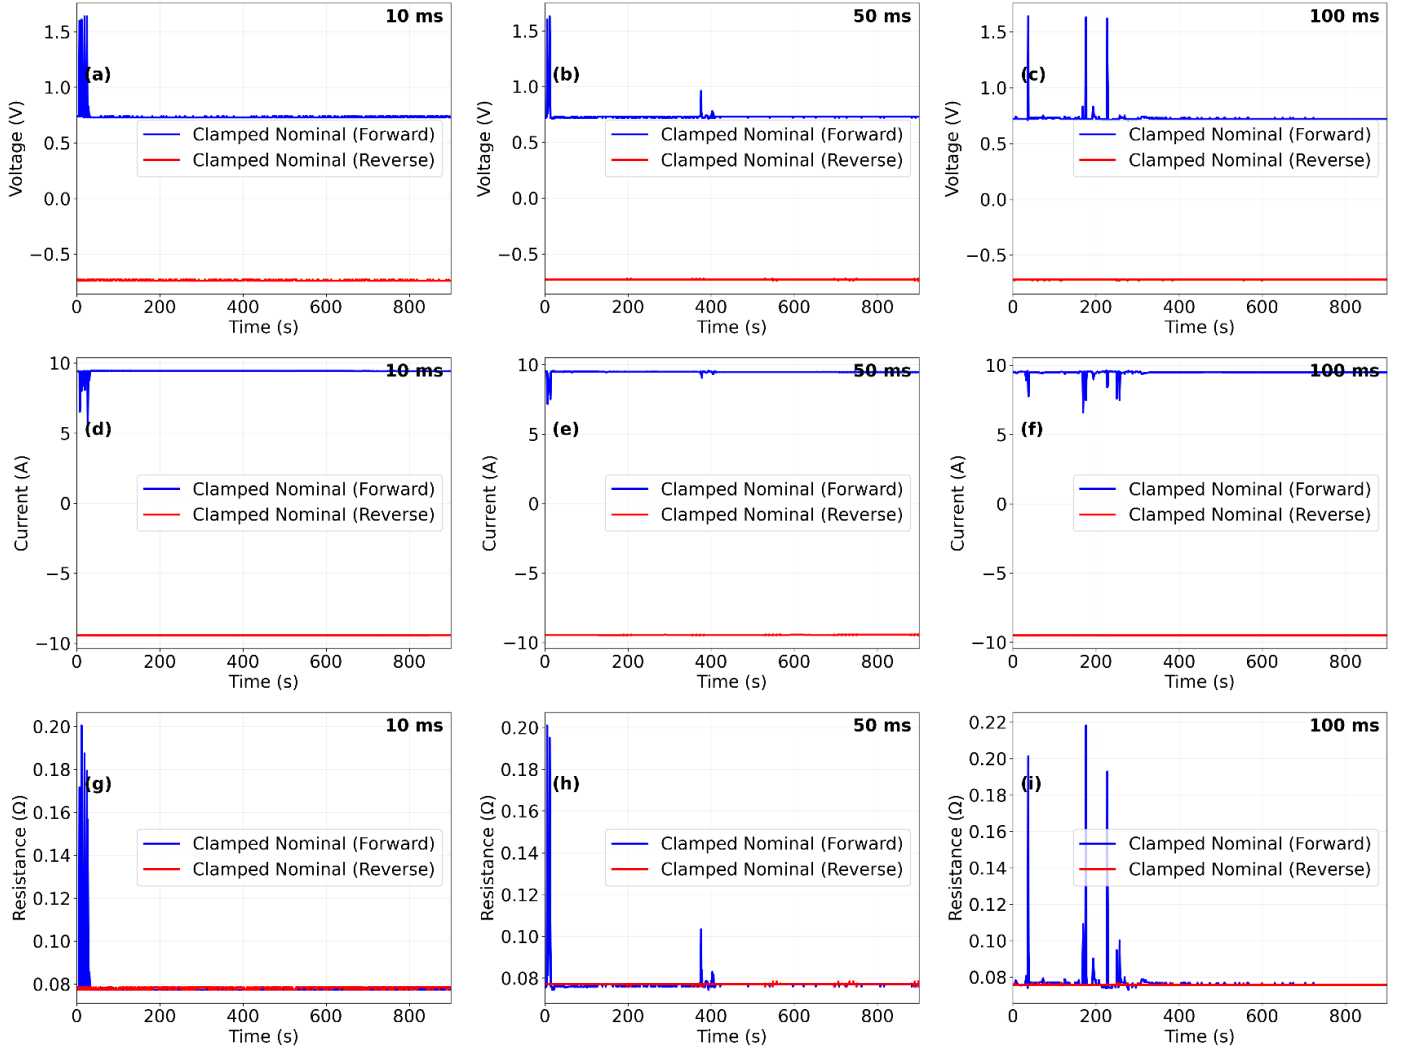 10 ms
(a)
Voltage (V)
1.5
1.0
0.5
0.0
−0.5
Clamped Nominal (Forward)
Clamped Nominal (Reverse)
0 200 400 600 800
Time (s)
50 ms
(b)
Voltage (V)
1.5
1.0
0.5
0.0
−0.5
Clamped Nominal (Forward)
Clamped Nominal (Reverse)
0 200 400 600 800
Time (s)
100 ms
(c)
Voltage (V)
1.5
1.0
0.5
0.0
−0.5
Clamped Nominal (Forward)
Clamped Nominal (Reverse)
0 200 400 600 800
Time (s)
10 ms
(d)
Current (A)
10
5
0
−5
−10
Clamped Nominal (Forward)
Clamped Nominal (Reverse)
0 200 400 600 800
Time (s)
50 ms
(e)
Current (A)
10
5
0
−5
−10
Clamped Nominal (Forward)
Clamped Nominal (Reverse)
0 200 400 600 800
Time (s)
100 ms
(f)
Current (A)
10
5
0
−5
−10
Clamped Nominal (Forward)
Clamped Nominal (Reverse)
0 200 400 600 800
Time (s)
10 ms
(g)
Resistance (Ω)
0.20
0.18
0.16
0.14
0.12
0.10
0.08
Clamped Nominal (Forward)
Clamped Nominal (Reverse)
0 200 400 600 800
Time (s)
50 ms
(h)
Resistance (Ω)
0.20
0.18
0.16
0.14
0.12
0.10
0.08
Clamped Nominal (Forward)
Clamped Nominal (Reverse)
0 200 400 600 800
Time (s)
100 ms
(i)
Resistance (Ω)
0.22
0.20
0.18
0.16
0.14
0.12
0.10
0.08
Clamped Nominal (Forward)
Clamped Nominal (Reverse)
0 200 400 600 800
Time (s)